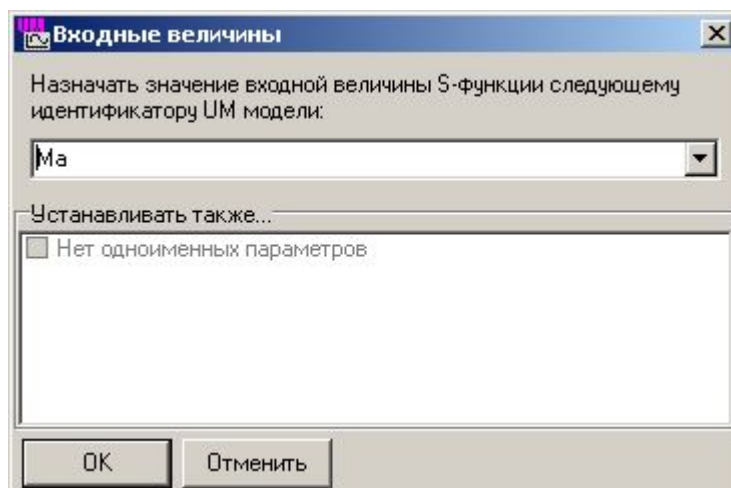 Входные величины
Назначать значение входной величины S-функции следующему
идентификатору UM модели:
Ma
Устанавливать также...
Нет одноименных параметров
OK
Отменить